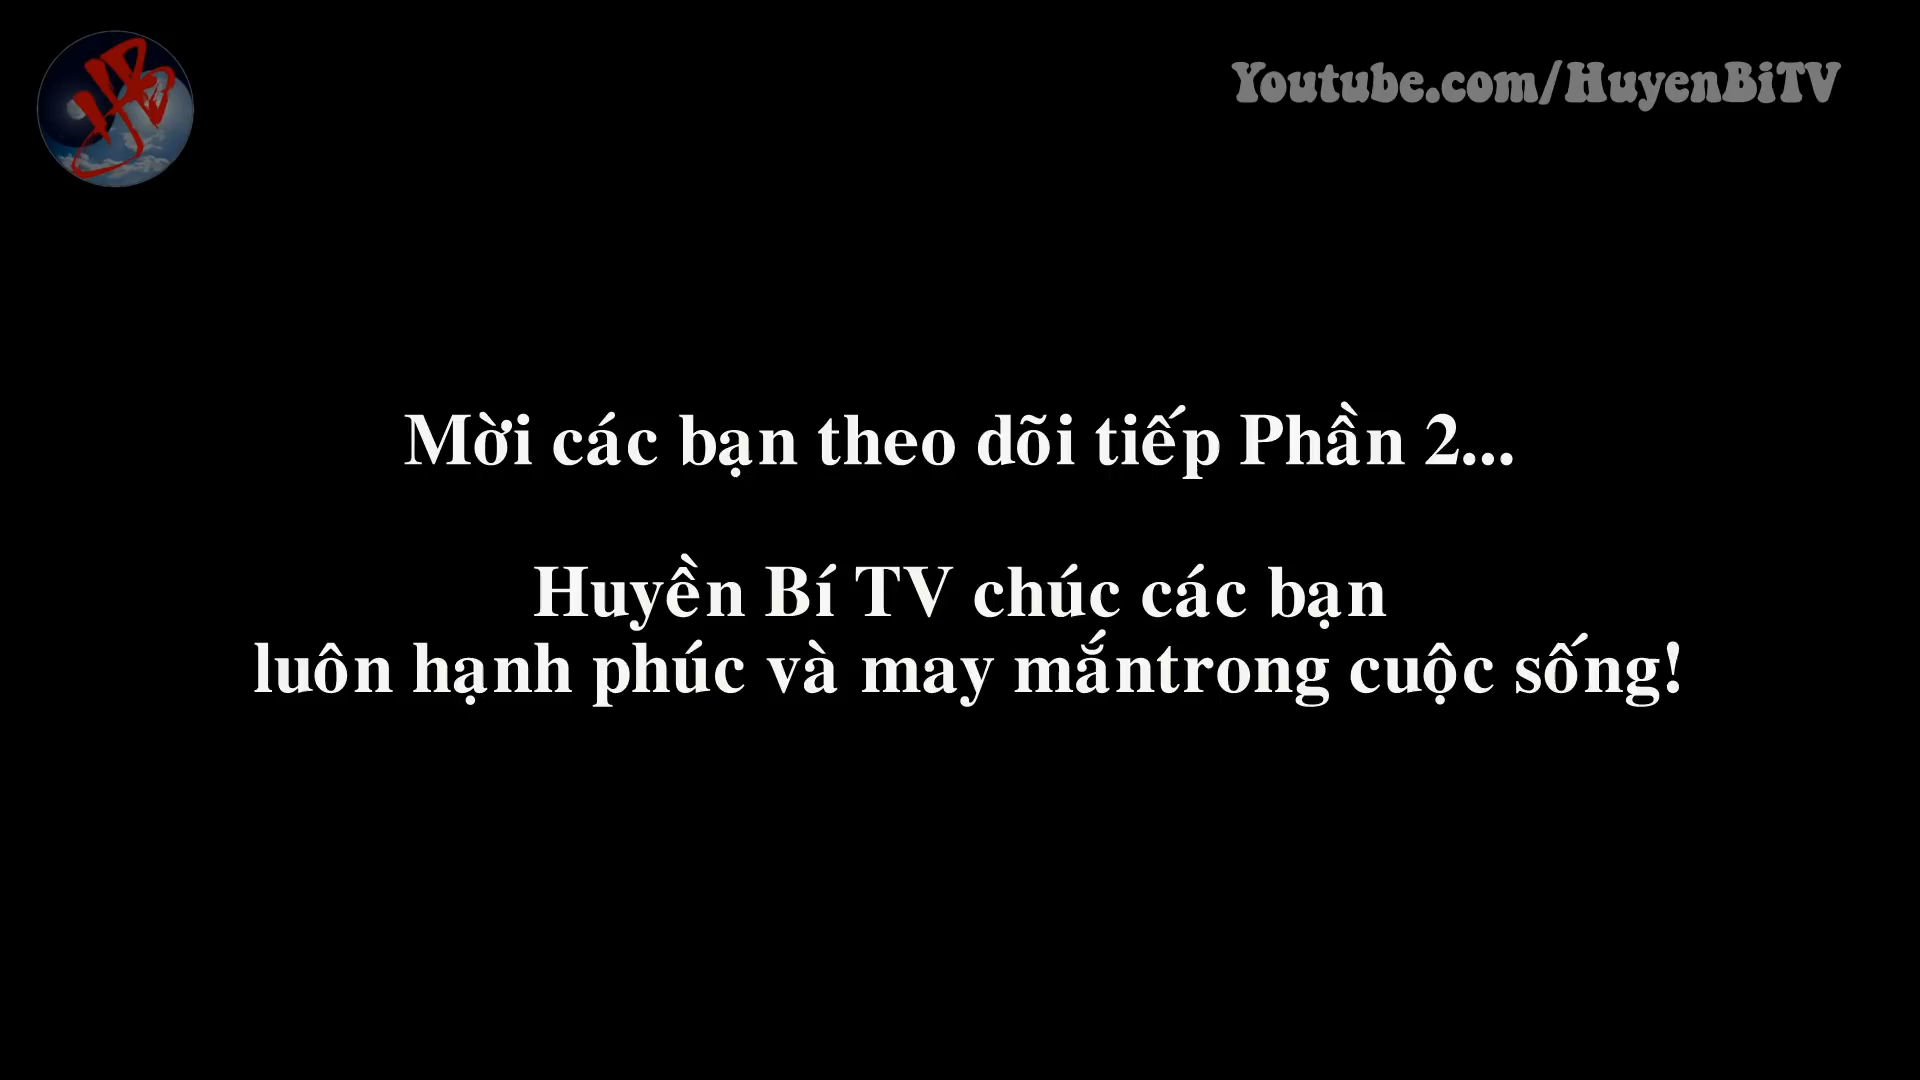 Youtube.com/HuyenBiTV
Mời các bạn theo dõi tiếp Phần 2...
Huyền Bí TV chúc các bạn
luôn hạnh phúc và may mắntrong cuộc sống!